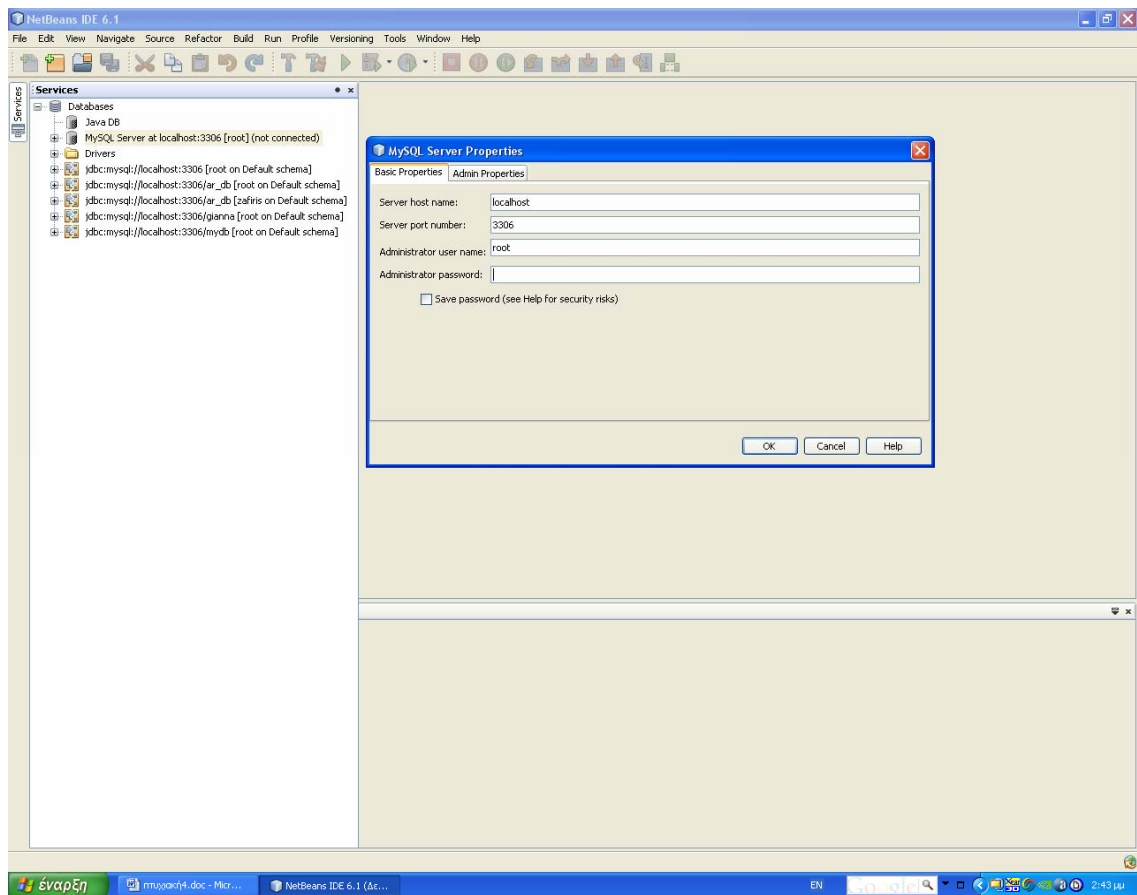 NetBeans IDE 6.1
File Edit View Navigate Source Refactor Build Run Profile Versioning Tools Window Help
Services
Services
Databases
Java DB
MySQL Server at localhost:3306 [root] (not connected)
Drivers
jdbc:mysql://localhost:3306 [root on Default schema]
jdbc:mysql://localhost:3306/ar_db [root on Default schema]
jdbc:mysql://localhost:3306/ar_db [zafiris on Default schema]
jdbc:mysql://localhost:3306/gianna [root on Default schema]
jdbc:mysql://localhost:3306/mydb [root on Default schema]
MySQL Server Properties
Basic Properties Admin Properties
Server host name: localhost
Server port number: 3306
Administrator user name: root
Administrator password:
Save password (see Help for security risks)
OK Cancel Help
έναρξη πτυχιακή4.doc - Micr... NetBeans IDE 6.1 (Δε... EN Google 2:43 μμ